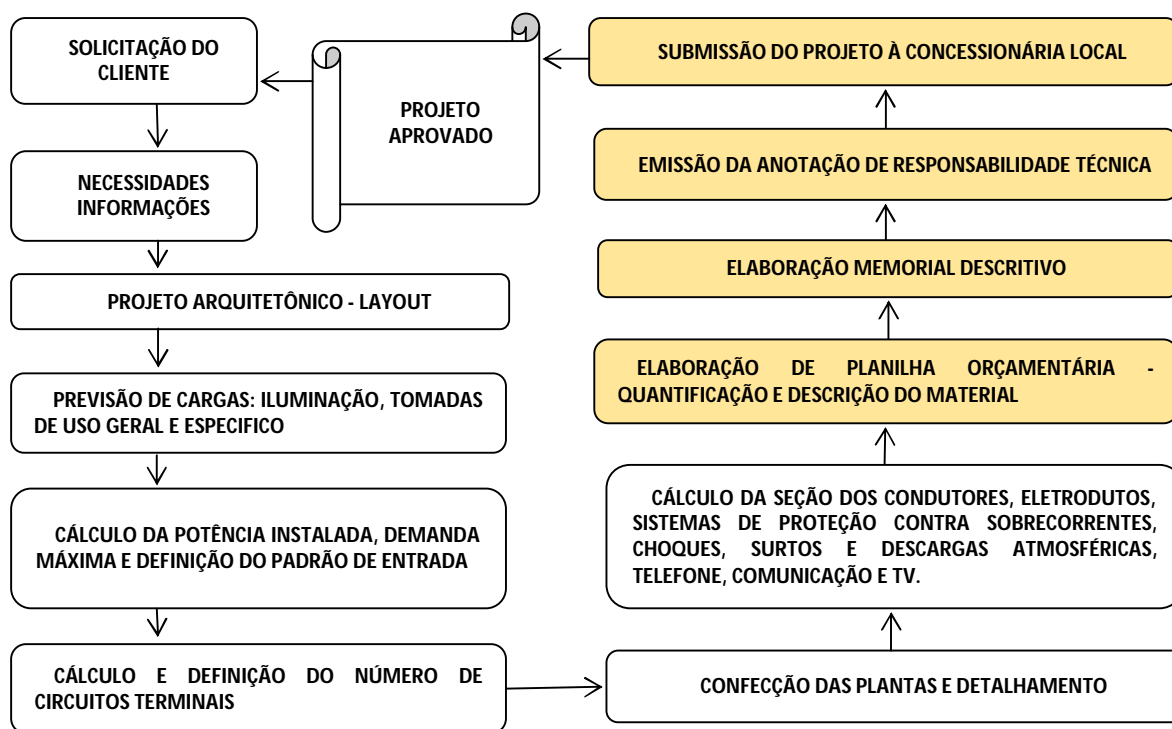 SOLICITAÇÃO DO
CLIENTE
NECESSIDADES
INFORMAÇÕES
PROJETO ARQUITETÔNICO - LAYOUT
PREVISÃO DE CARGAS: ILUMINAÇÃO, TOMADAS
DE USO GERAL E ESPECIFICO
CÁLCULO DA POTÊNCIA INSTALADA, DEMANDA
MÁXIMA E DEFINIÇÃO DO PADRÃO DE ENTRADA
CÁLCULO E DEFINIÇÃO DO NÚMERO DE
CIRCUITOS TERMINAIS
CONFECÇÃO DAS PLANTAS E DETALHAMENTO
CÁLCULO DA SEÇÃO DOS CONDUTORES, ELETRODUTOS,
SISTEMAS DE PROTEÇÃO CONTRA SOBRECORRENTES,
CHOQUES, SURTOS E DESCARGAS ATMOSFÉRICAS,
TELEFONE, COMUNICAÇÃO E TV.
ELABORAÇÃO DE PLANILHA ORÇAMENTÁRIA -
QUANTIFICAÇÃO E DESCRIÇÃO DO MATERIAL
ELABORAÇÃO MEMORIAL DESCRITIVO
EMISSÃO DA ANOTAÇÃO DE RESPONSABILIDADE TÉCNICA
SUBMISSÃO DO PROJETO À CONCESSIONÁRIA LOCAL
PROJETO
APROVADO